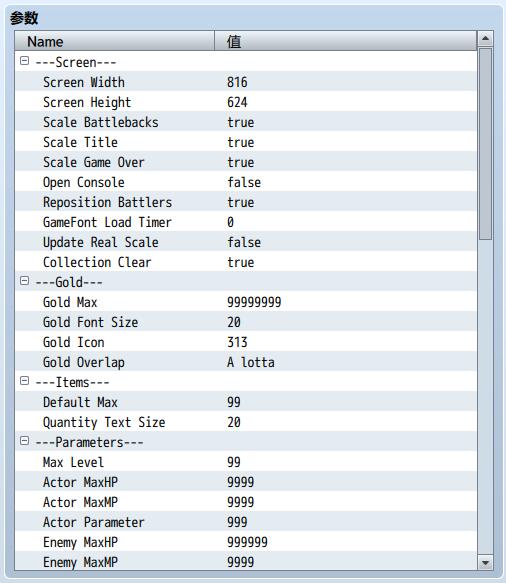 参数
Name 值
---Screen---
Screen Width 816
Screen Height 624
Scale Battlebacks true
Scale Title true
Scale Game Over true
Open Console false
Reposition Battlers true
GameFont Load Timer 0
Update Real Scale false
Collection Clear true
---Gold---
Gold Max 99999999
Gold Font Size 20
Gold Icon 313
Gold Overlap A lotta
---Items---
Default Max 99
Quantity Text Size 20
---Parameters---
Max Level 99
Actor MaxHP 9999
Actor MaxMP 9999
Actor Parameter 999
Enemy MaxHP 999999
Enemy MaxMP 9999